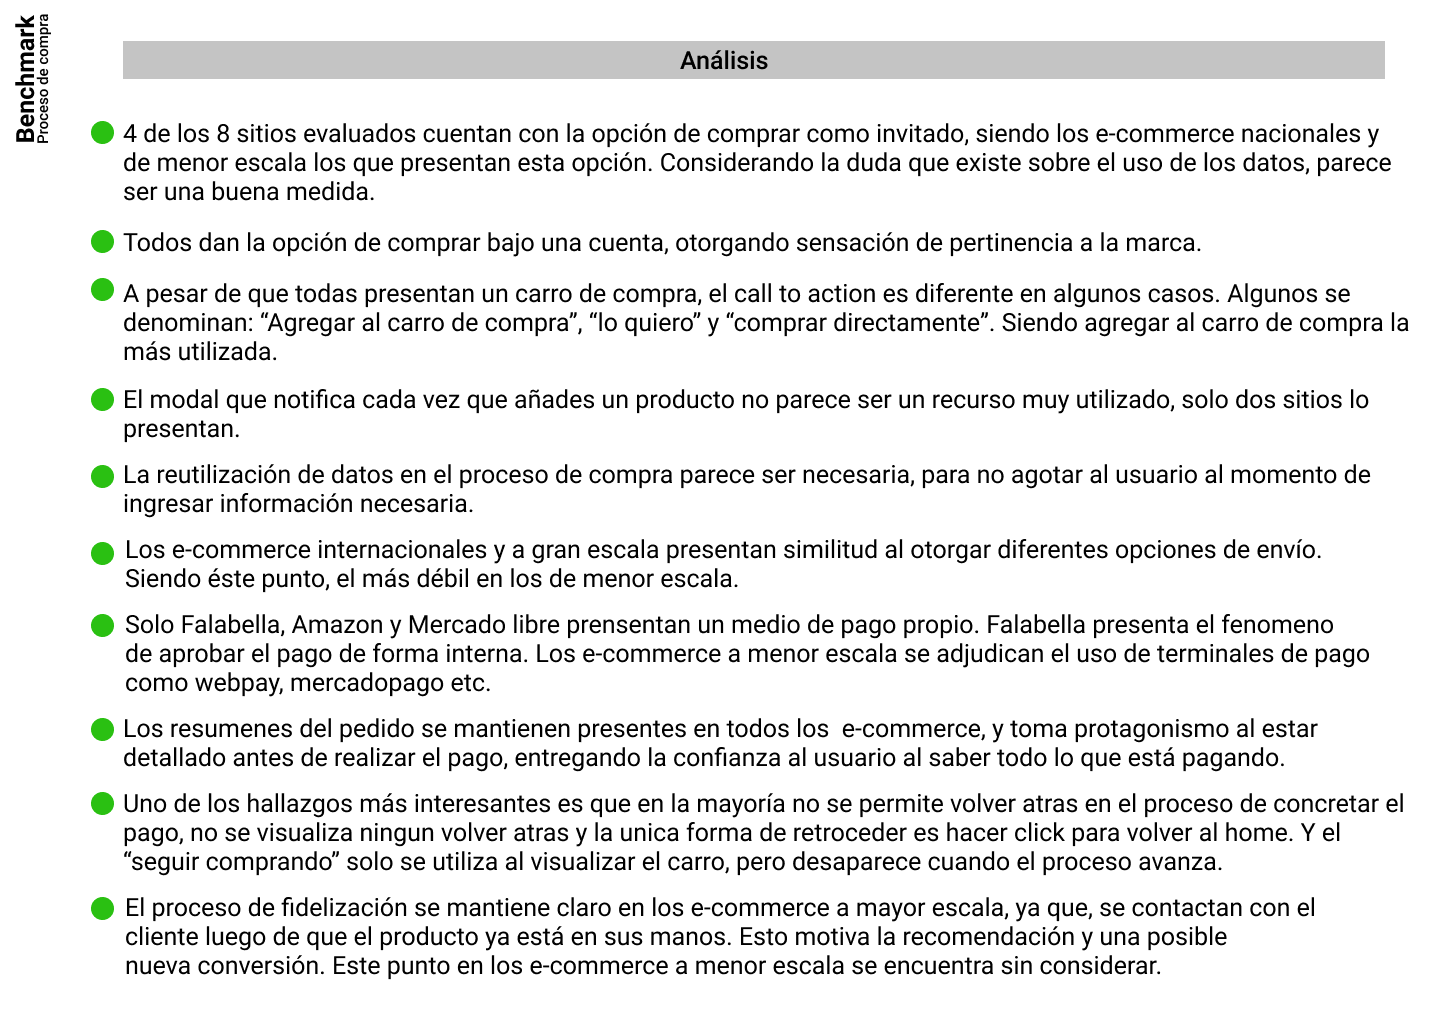 Benchmark
Proceso de compra
Análisis
4 de los 8 sitios evaluados cuentan con la opción de comprar como invitado, siendo los e-commerce nacionales y
de menor escala los que presentan esta opción. Considerando la duda que existe sobre el uso de los datos, parece
ser una buena medida.
Todos dan la opción de comprar bajo una cuenta, otorgando sensación de pertinencia a la marca.
A pesar de que todas presentan un carro de compra, el call to action es diferente en algunos casos. Algunos se
denominan: “Agregar al carro de compra”, “lo quiero” y “comprar directamente”. Siendo agregar al carro de compra la
más utilizada.
El modal que notifica cada vez que añades un producto no parece ser un recurso muy utilizado, solo dos sitios lo
presentan.
La reutilización de datos en el proceso de compra parece ser necesaria, para no agotar al usuario al momento de
ingresar información necesaria.
Los e-commerce internacionales y a gran escala presentan similitud al otorgar diferentes opciones de envío.
Siendo éste punto, el más débil en los de menor escala.
Solo Falabella, Amazon y Mercado libre prensentan un medio de pago propio. Falabella presenta el fenomeno
de aprobar el pago de forma interna. Los e-commerce a menor escala se adjudican el uso de terminales de pago
como webpay, mercadopago etc.
Los resumenes del pedido se mantienen presentes en todos los  e-commerce, y toma protagonismo al estar
detallado antes de realizar el pago, entregando la confianza al usuario al saber todo lo que está pagando.
Uno de los hallazgos más interesantes es que en la mayoría no se permite volver atras en el proceso de concretar el
pago, no se visualiza ningun volver atras y la unica forma de retroceder es hacer click para volver al home. Y el
“seguir comprando” solo se utiliza al visualizar el carro, pero desaparece cuando el proceso avanza.
El proceso de fidelización se mantiene claro en los e-commerce a mayor escala, ya que, se contactan con el
cliente luego de que el producto ya está en sus manos. Esto motiva la recomendación y una posible
nueva conversión. Este punto en los e-commerce a menor escala se encuentra sin considerar.